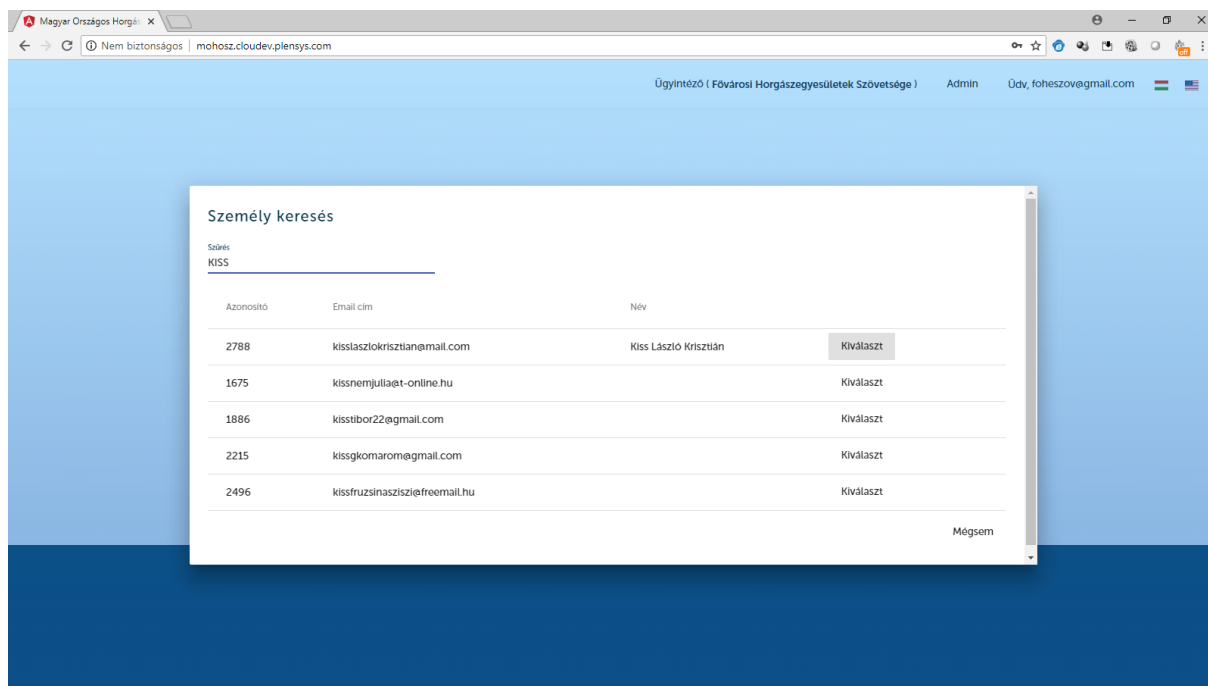 Magyar Országos Horgás
Nem biztonságos | mohosz.cloudev.plensys.com
off
Ügyintéző ( Fővárosi Horgászegyesületek Szövetsége ) Admin Üdv, foheszov@gmail.com
Személy keresés
Szűrés
KISS
Azonosító Email cím Név
2788 kisslaszlokrisztian@mail.com Kiss László Krisztián Kiválaszt
1675 kissnemjulia@t-online.hu Kiválaszt
1886 kisstibor22@gmail.com Kiválaszt
2215 kissgkomarom@gmail.com Kiválaszt
2496 kissfruzsinasziszi@freemail.hu Kiválaszt
Mégsem